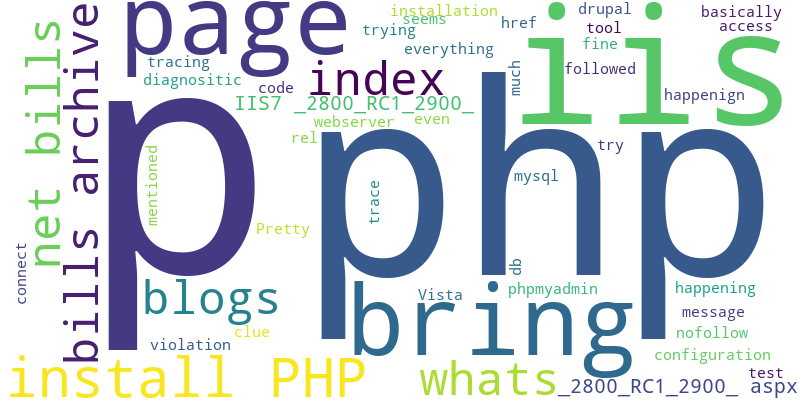 page
installation
seems
trying
everything
href
drupal
tool
fine
basically
access
iis
followed
tracing
diagnositic
code
index
much
happenign
IIS7 _2800_RC1_2900_
webserver
even
rel
try
net bills
bills archive
p
php
mentioned
trace
mysql
Pretty
connect
db
blogs
Vista
phpmyadmin
happening
bring
message
clue
nofollow
violation
configuration
install PHP
whats
test
_2800_RC1_2900_ aspx